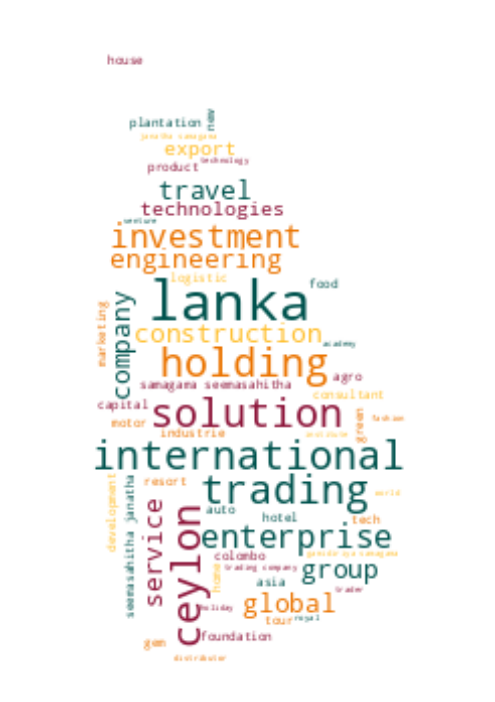 house
plantation
new
janatha samagama
export
technology
product
travel
technologies
venture
investment
engineering
logistic
food
lanka
company
marketing
construction
academy
holding
agro
samagama seemasahitha
consultant
capital
solution
green
fashion
motor
industrie
institute
international
development
seemasahitha janatha
resort
trading
world
service
ceylon
auto
hotel
tech
enterprise
colombo
home
trading company
group
asia
trader
holiday
global
tour
royal
foundation
gem
distributor